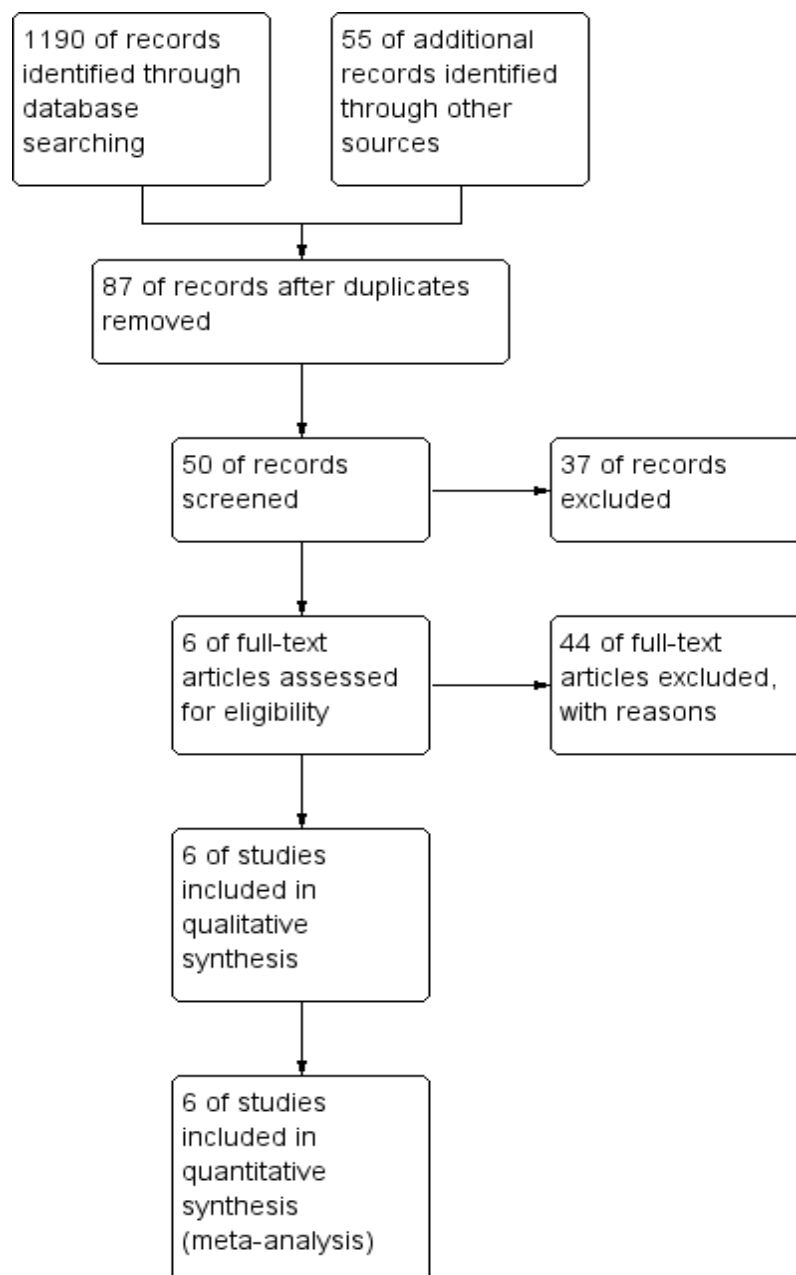 1190 of records
identified through
database
searching
55 of additional
records identified
through other
sources
87 of records after duplicates
removed
50 of records
screened
37 of records
excluded
6 of full-text
articles assessed
for eligibility
44 of full-text
articles excluded,
with reasons
6 of studies
included in
qualitative
synthesis
6 of studies
included in
quantitative
synthesis
(meta-analysis)